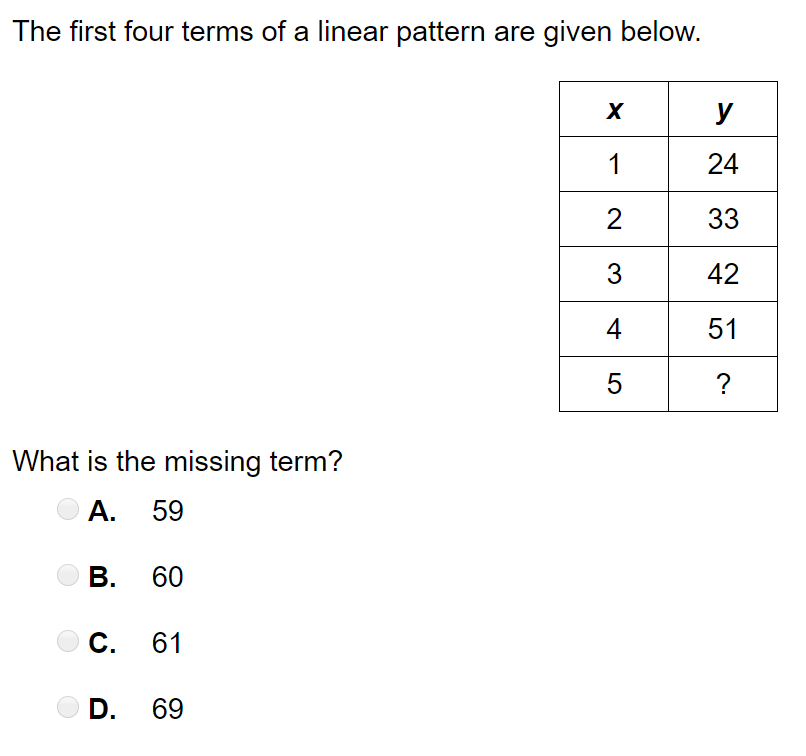 The first four terms of a linear pattern are given below.
x y
1 24
2 33
3 42
4 51
5 ?
What is the missing term?
A. 59
B. 60
C. 61
D. 69